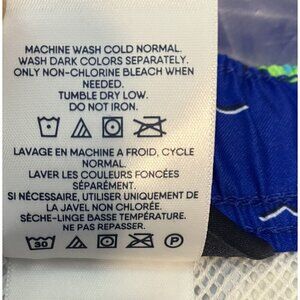 MACHINE WASH COLD NORMAL.
WASH DARK COLORS SEPARATELY.
ONLY NON-CHLORINE BLEACH WHEN
NEEDED.
TUMBLE DRY LOW.
DO NOT IRON.
LAVAGE EN MACHINE A FROID, CYCLE
NORMAL.
LAVER LES COULEURS FONCÉES
SÉPARÉMENT.
SI NÉCESSAIRE, UTILISER UNIQUEMENT DE
LA JAVEL NON CHLORÉE.
SÈCHE-LINGE BASSE TEMPÉRATURE.
NE PAS REPASSER.
30 P